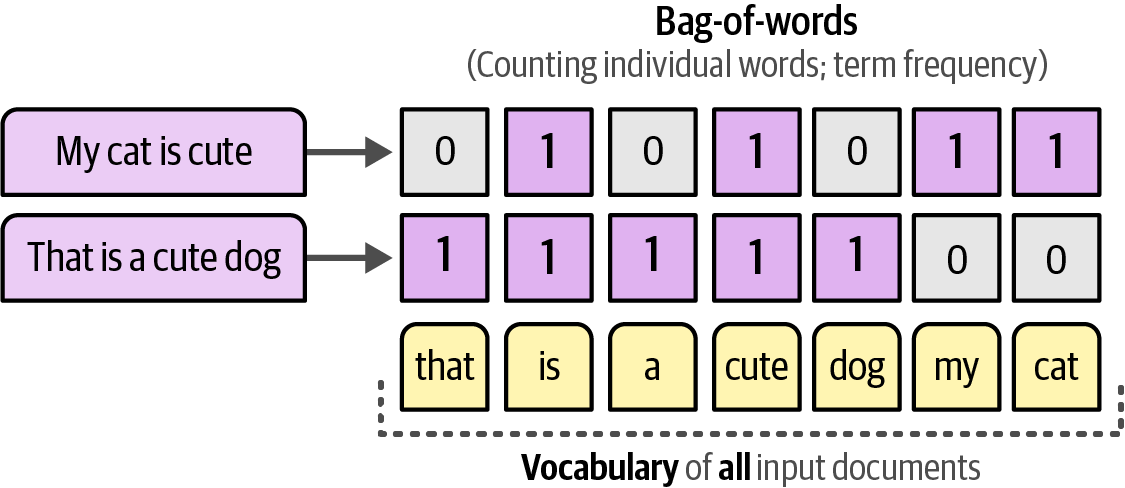 Bag-of-words
(Counting individual words; term frequency)
My cat is cute
0 1 0 1 0 1 1
That is a cute dog
1 1 1 1 1 0 0
that is a cute dog my cat
Vocabulary of all input documents